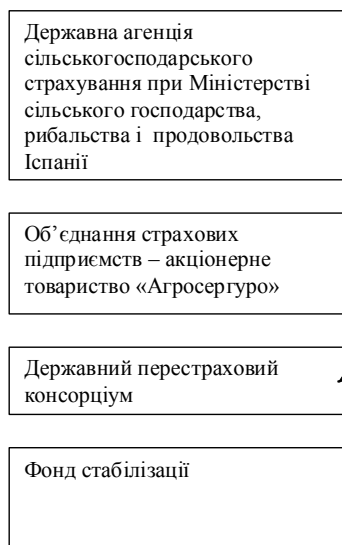 Державна агенція
сільськогосподарського
страхування при Міністерстві
сільського господарства,
рибальства і продовольства
Іспанії
Об’єднання страхових
підприємств – акціонерне
товариство «Агросергуро»
Державний перестраховий
консорціум
Фонд стабілізації